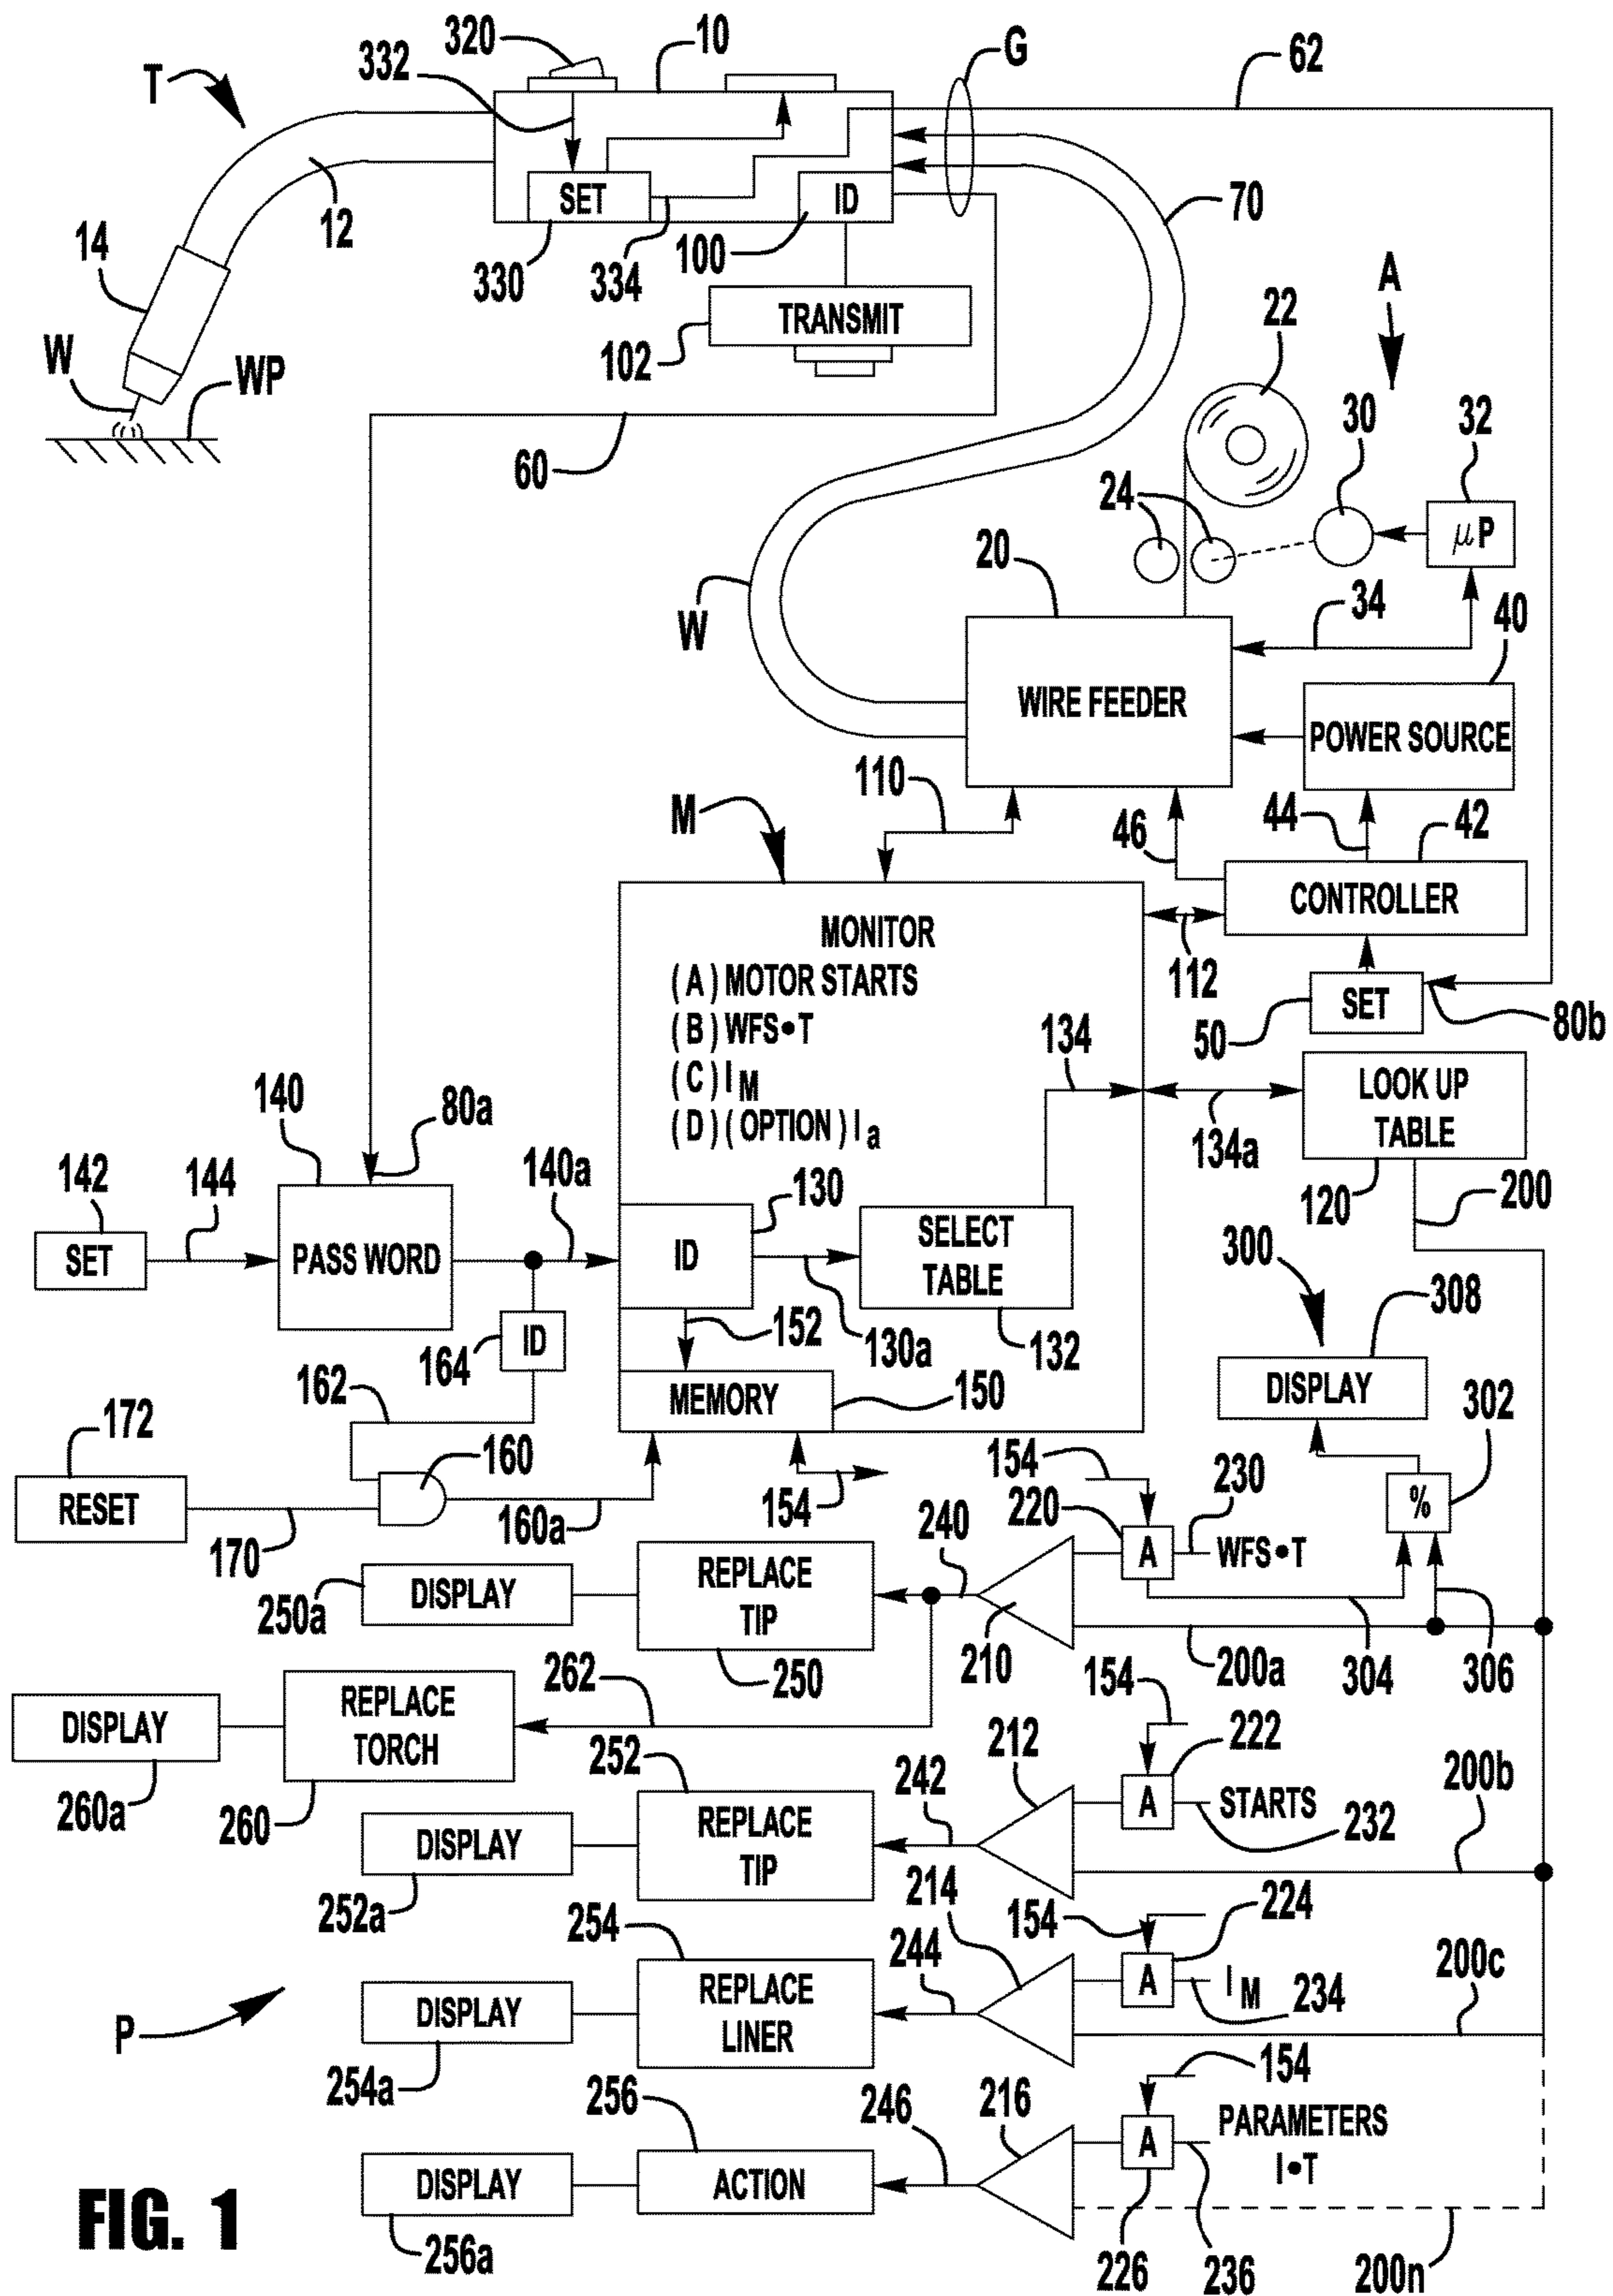 320
10
G
62
332
T
SET
ID
12
14
330
334
100
70
A
TRANSMIT
102
22
W
WP
30
32
60
24
μP
20
W
34
40
WIRE FEEDER
POWER SOURCE
110
M
46
44
42
CONTROLLER
MONITOR
(A) MOTOR STARTS
(B) WFS•T
(C) IM
(D) (OPTION) Ia
112
SET
50
80b
134
140
80a
LOOK UP
TABLE
142
144
140a
130
134a
120
200
SET
PASS WORD
ID
SELECT
TABLE
300
308
164
ID
152
130a
132
162
MEMORY
150
DISPLAY
302
172
160
154
230
RESET
160a
154
220
%
170
240
A
WFS•T
DISPLAY
REPLACE
TIP
250a
250
210
200a
304
306
262
154
DISPLAY
REPLACE
TORCH
252
212
222
242
200b
260a
260
A
STARTS
DISPLAY
REPLACE
TIP
232
252a
214
154
224
254
244
200c
A
IM
234
DISPLAY
REPLACE
LINER
P
254a
154
256
246
216
PARAMETERS
I•T
A
DISPLAY
ACTION
FIG. 1
256a
226
236
200n